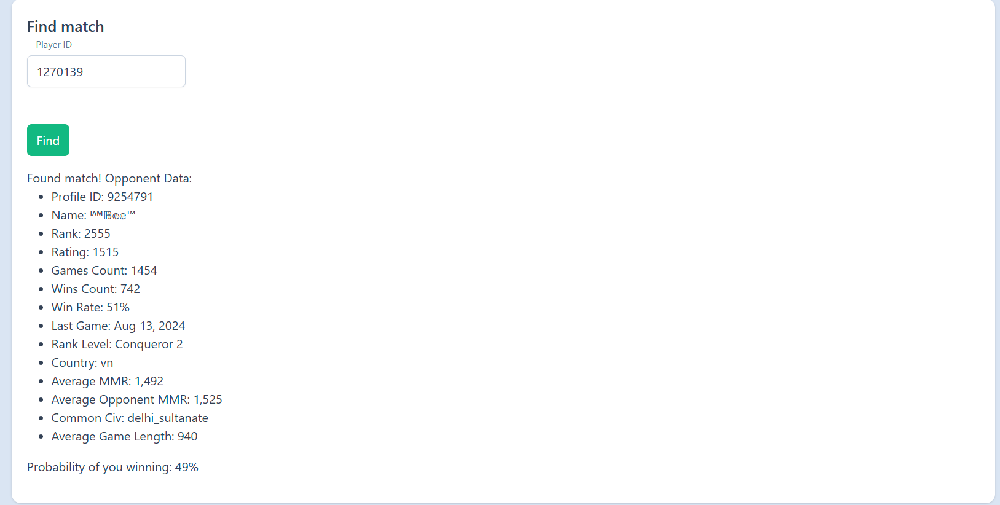 Find match
Player ID
1270139
Find
Found match! Opponent Data:
• Profile ID: 9254791
• Name: ᴵᴬᴹ𝔹𝕖𝕖™
• Rank: 2555
• Rating: 1515
• Games Count: 1454
• Wins Count: 742
• Win Rate: 51%
• Last Game: Aug 13, 2024
• Rank Level: Conqueror 2
• Country: vn
• Average MMR: 1,492
• Average Opponent MMR: 1,525
• Common Civ: delhi_sultanate
• Average Game Length: 940
Probability of you winning: 49%